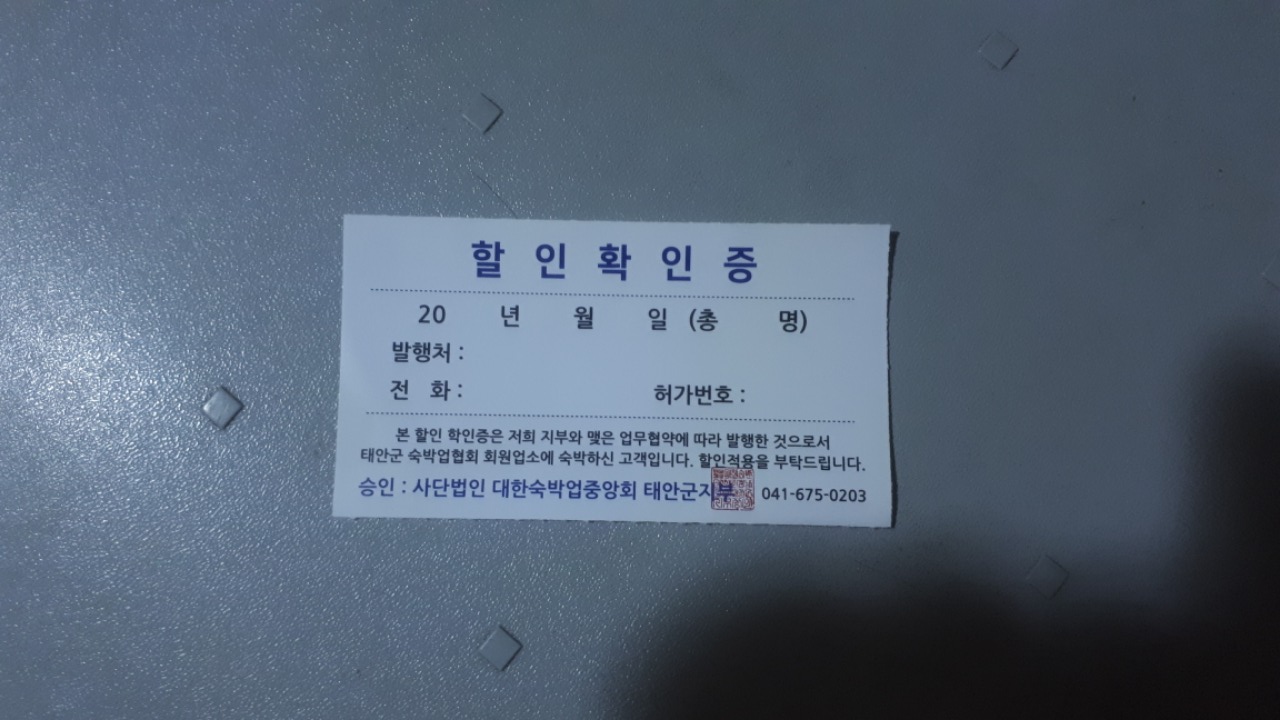 할 인 확 인 증
20 년 월 일 (총 명)
발행처 :
전 화 : 허가번호 :
본 할인 학인증은 저희 지부와 맺은 업무협약에 따라 발행한 것으로서
태안군 숙박업협회 회원업소에 숙박하신 고객입니다. 할인적용을 부탁드립니다.
승인 : 사단법인 대한숙박업중앙회 태안군지부 041-675-0203